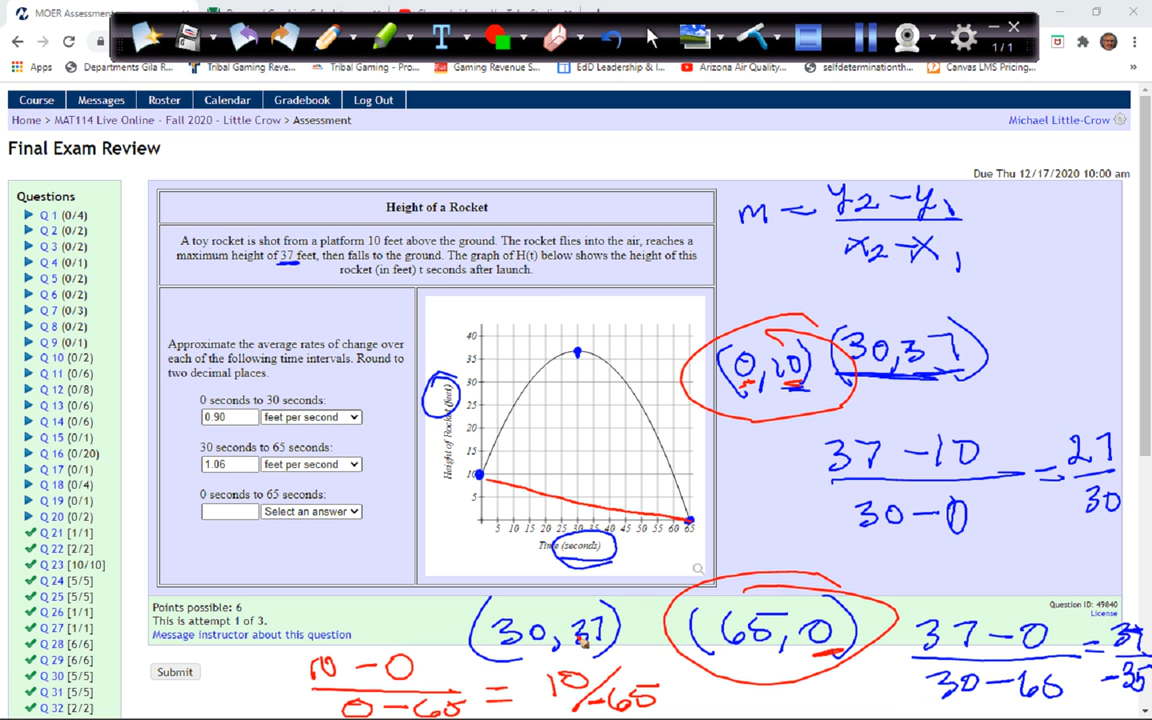 MOER Assessment
1/1
Apps
Departments Gila R...
Tribal Gaming Reve...
Tribal Gaming - Pro...
Gaming Revenue S...
EdD Leadership & I...
Arizona Air Quality...
selfdeterminationth...
Canvas LMS Pricing...
Course
Messages
Roster
Calendar
Gradebook
Log Out
Home > MAT114 Live Online - Fall 2020 - Little Crow > Assessment
Michael Little-Crow
Final Exam Review
Due Thu 12/17/2020 10:00 am
Questions
Q 1 (0/4)
Q 2 (0/2)
Q 3 (0/2)
Q 4 (0/1)
Q 5 (0/2)
Q 6 (0/2)
Q 7 (0/3)
Q 8 (0/2)
Q 9 (0/1)
Q 10 (0/2)
Q 11 (0/6)
Q 12 (0/8)
Q 13 (0/6)
Q 14 (0/6)
Q 15 (0/1)
Q 16 (0/20)
Q 17 (0/1)
Q 18 (0/4)
Q 19 (0/1)
Q 20 (0/2)
Q 21 [1/1]
Q 22 [2/2]
Q 23 [10/10]
Q 24 [5/5]
Q 25 [5/5]
Q 26 [1/1]
Q 27 [1/1]
Q 28 [6/6]
Q 29 [6/6]
Q 30 [5/5]
Q 31 [5/5]
Q 32 [2/2]
Height of a Rocket
A toy rocket is shot from a platform 10 feet above the ground. The rocket flies into the air, reaches a
maximum height of 37 feet, then falls to the ground. The graph of H(t) below shows the height of this
rocket (in feet) t seconds after launch.
Approximate the average rates of change over
each of the following time intervals. Round to
two decimal places.
0 seconds to 30 seconds:
0.90 feet per second
30 seconds to 65 seconds:
1.06 feet per second
0 seconds to 65 seconds:
Select an answer
Height of Rocket (feet)
40
35
30
25
20
15
10
5
5 10 15 20 25 30 35 40 45 50 55 60 65
Time (seconds)
m = y2 - y1
x2 - x1
(0, 10) (30, 37)
37 - 10 = 27
30 - 0 30
Points possible: 6
This is attempt 1 of 3.
Message instructor about this question
Question ID: 49840
License
Submit
(30, 37) (65, 0)
37 - 0 = 37
30 - 65 -35
10 - 0 = 10/-65
0 - 65